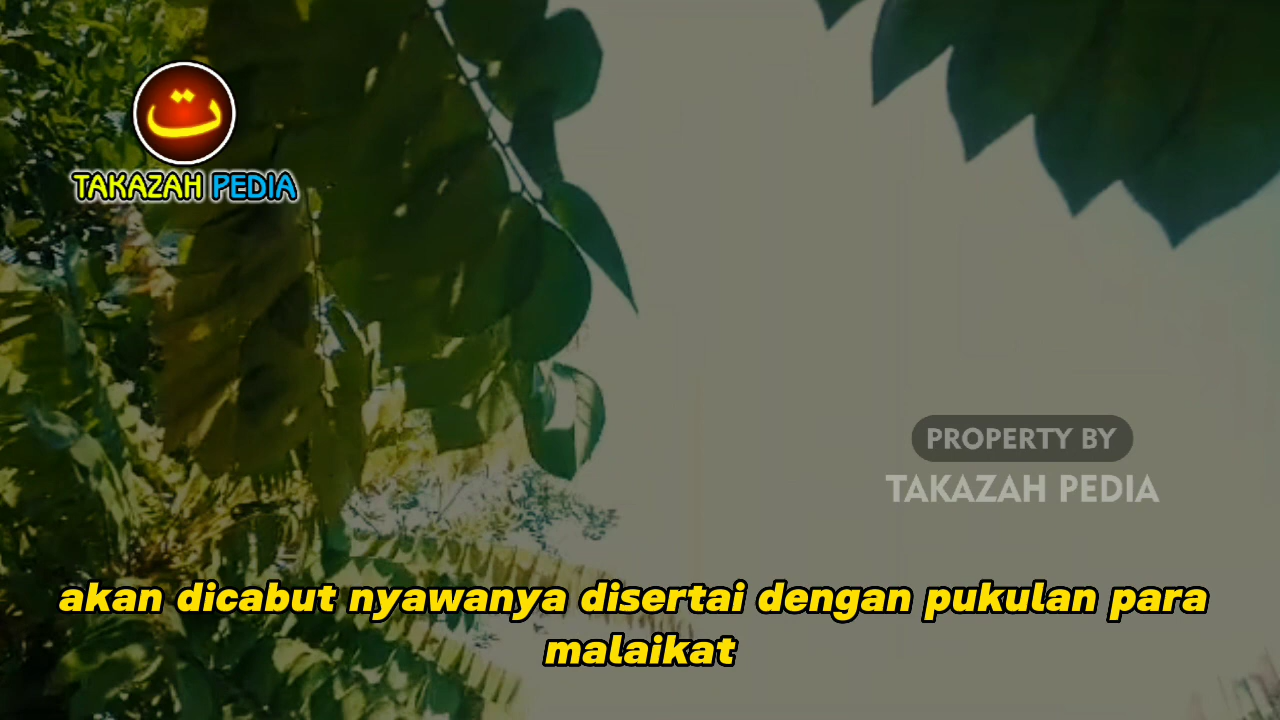 ت
TAKAZAH PEDIA
PROPERTY BY
TAKAZAH PEDIA
akan dicabut nyawanya disertai dengan pukulan para
malaikat